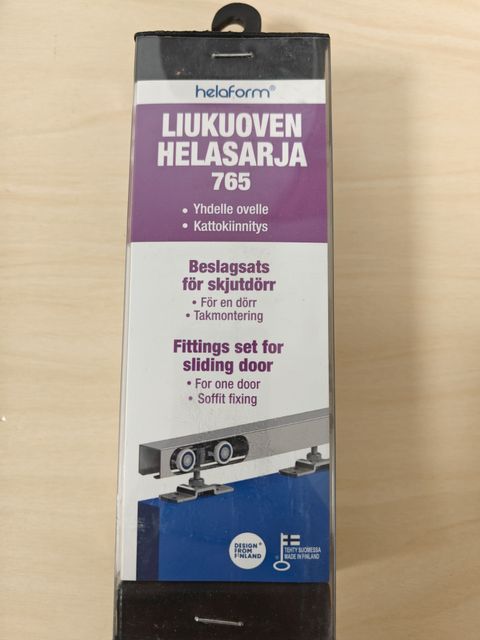 helaform®
LIUKUOVEN
HELASARJA
765
• Yhdelle ovelle
• Kattokiinnitys
Beslagsats
för skjutdörr
• För en dörr
• Takmontering
Fittings set for
sliding door
• For one door
• Soffit fixing
DESIGN
FROM
FINLAND
TEHTY SUOMESSA
MADE IN FINLAND